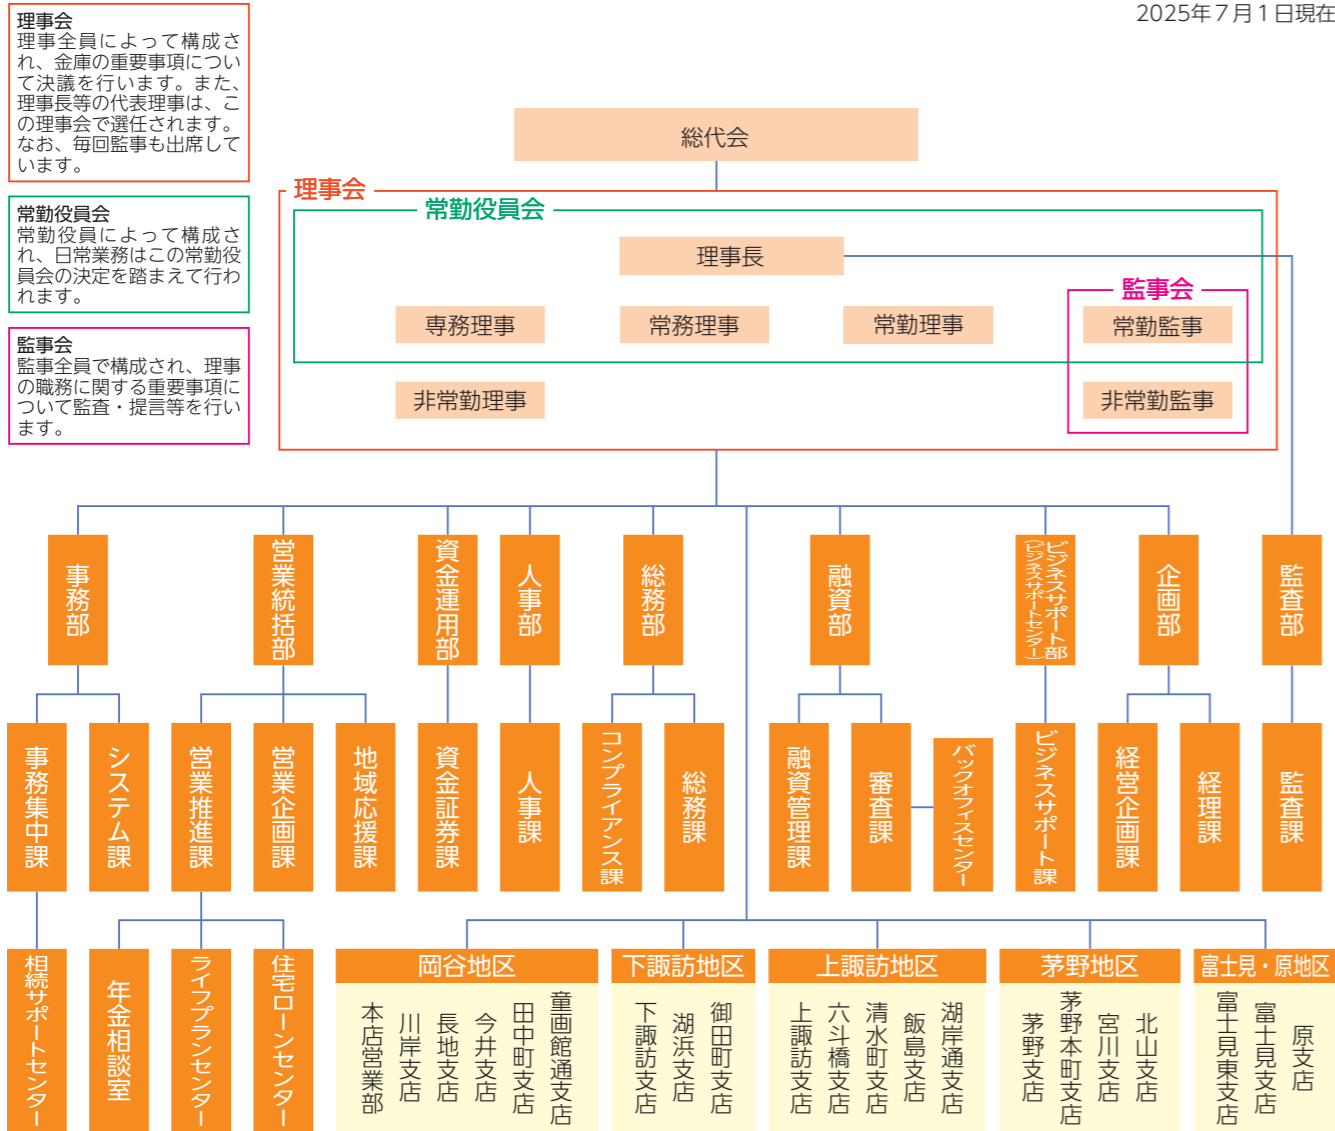 2025年7月1日現在
理事会
理事全員によって構成さ
れ、金庫の重要事項につい
て決議を行います。また、
理事長等の代表理事は、こ
の理事会で選任されます。
なお、毎回監事も出席して
います。
常勤役員会
常勤役員によって構成さ
れ、日常業務はこの常勤役
員会の決定を踏まえて行わ
れます。
監事会
監事全員で構成され、理事
の職務に関する重要事項に
ついて監査・提言等を行い
ます。
総代会
理事会
常勤役員会
理事長
監事会
専務理事
常務理事
常勤理事
常勤監事
非常勤理事
非常勤監事
事務部
営業統括部
資金運用部
人事部
総務部
融資部
ビジネスサポート部
(ビジネスサポートセンター)
企画部
監査部
事務集中課
システム課
営業推進課
営業企画課
地域応援課
資金証券課
人事課
コンプライアンス課
総務課
融資管理課
審査課
バックオフィスセンター
ビジネスサポート課
経営企画課
経理課
監査課
相続サポートセンター
年金相談室
ライフプランセンター
住宅ローンセンター
岡谷地区
本店営業部
川岸支店
長地支店
今井支店
田中町支店
童画館通支店
下諏訪地区
下諏訪支店
湖浜支店
御田町支店
上諏訪地区
上諏訪支店
六斗橋支店
清水町支店
飯島支店
湖岸通支店
茅野地区
茅野支店
茅野本町支店
宮川支店
北山支店
富士見・原地区
富士見東支店
富士見支店
原支店